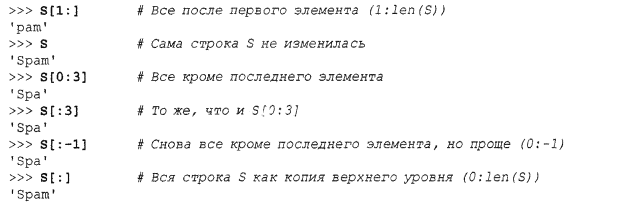 >>> S[1:] # Все после первого элемента (1:len(S))
'pam'
>>> S # Сама строка S не изменилась
'Spam'
>>> S[0:3] # Все кроме последнего элемента
'Spa'
>>> S[:3] # То же, что и S[0:3]
'Spa'
>>> S[:-1] # Снова все кроме последнего элемента, но проще (0:-1)
'Spa'
>>> S[:] # Вся строка S как копия верхнего уровня (0:len(S))
'Spam'